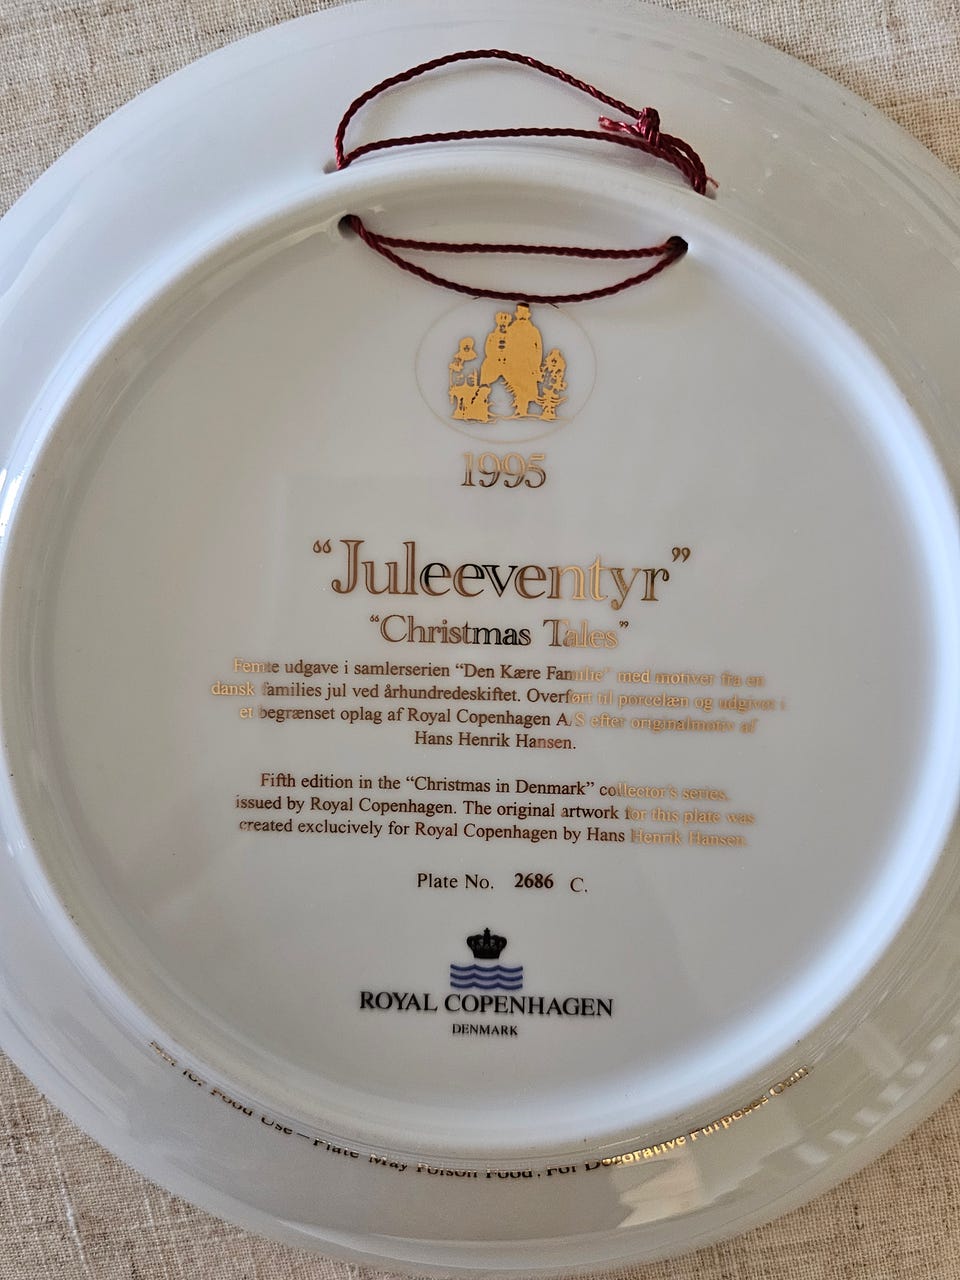 1995
“Juleeventyr”
“Christmas Tales”
Femte udgave i samlerserien “Den Kære Familie” med motiver fra en
dansk families jul ved århundredeskiftet. Overført til porcelæn og udgivet i
et begrænset oplag af Royal Copenhagen A/S efter originalmotiv af
Hans Henrik Hansen.
Fifth edition in the “Christmas in Denmark” collector's series.
issued by Royal Copenhagen. The original artwork for this plate was
created exclucively for Royal Copenhagen by Hans Henrik Hansen.
Plate No. 2686 C.
ROYAL COPENHAGEN
DENMARK
Not for Food Use – Plate May Poison Food. For Decorative Purposes Only